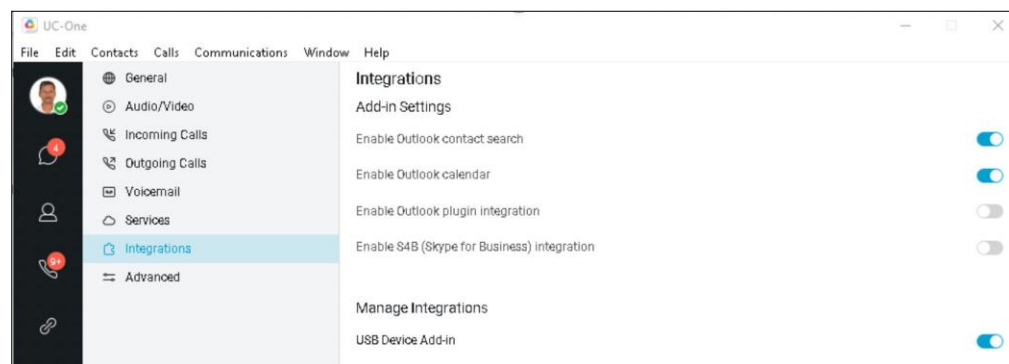 UC-One
File Edit Contacts Calls Communications Window Help
General
Audio/Video
Incoming Calls
Outgoing Calls
Voicemail
Services
Integrations
Advanced
4
9+
Integrations
Add-in Settings
Enable Outlook contact search
Enable Outlook calendar
Enable Outlook plugin integration
Enable S4B (Skype for Business) integration
Manage Integrations
USB Device Add-in